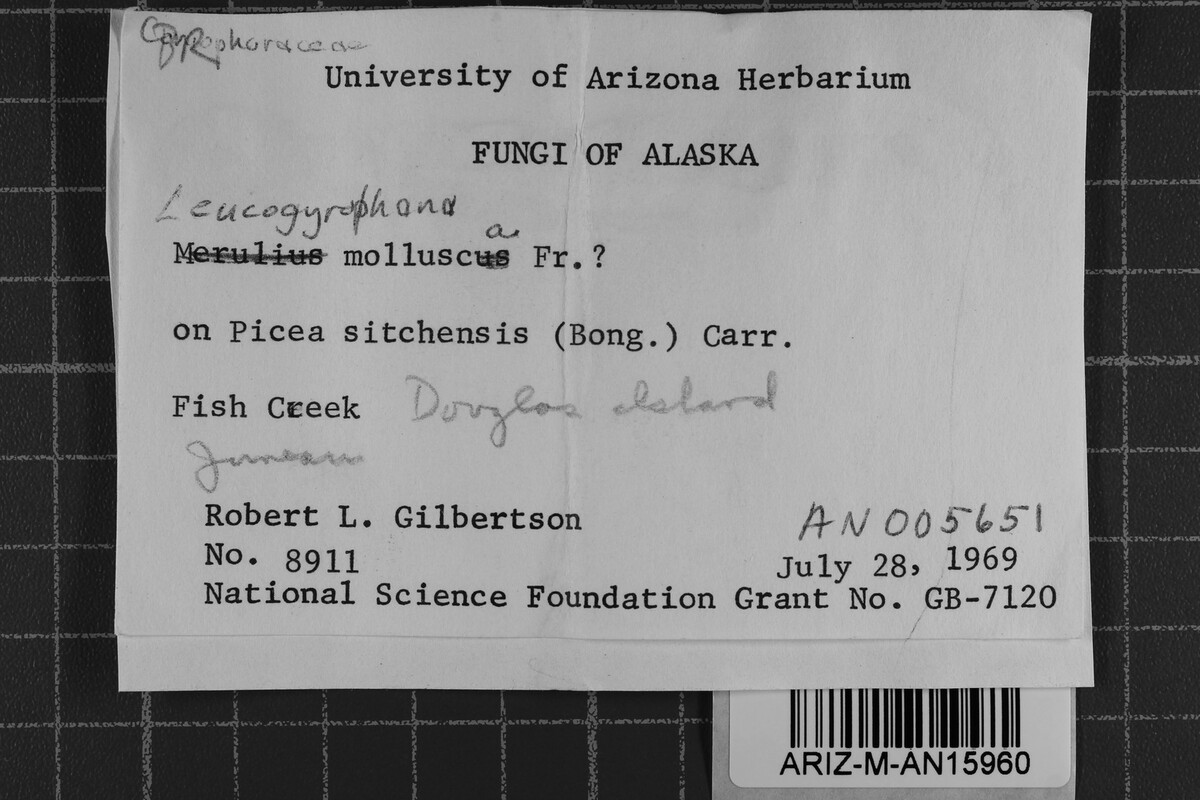 University of Arizona Herbarium
FUNGI OF ALASKA
Leucogyrophana
a
Merulius molluscus Fr.?
on Picea sitchensis (Bong.) Carr.
Fish Creek Douglas Island
Juneau
Robert L. Gilbertson
AN005651
No. 8911
July 28, 1969
National Science Foundation Grant No. GB-7120
ARIZ-M-AN15960